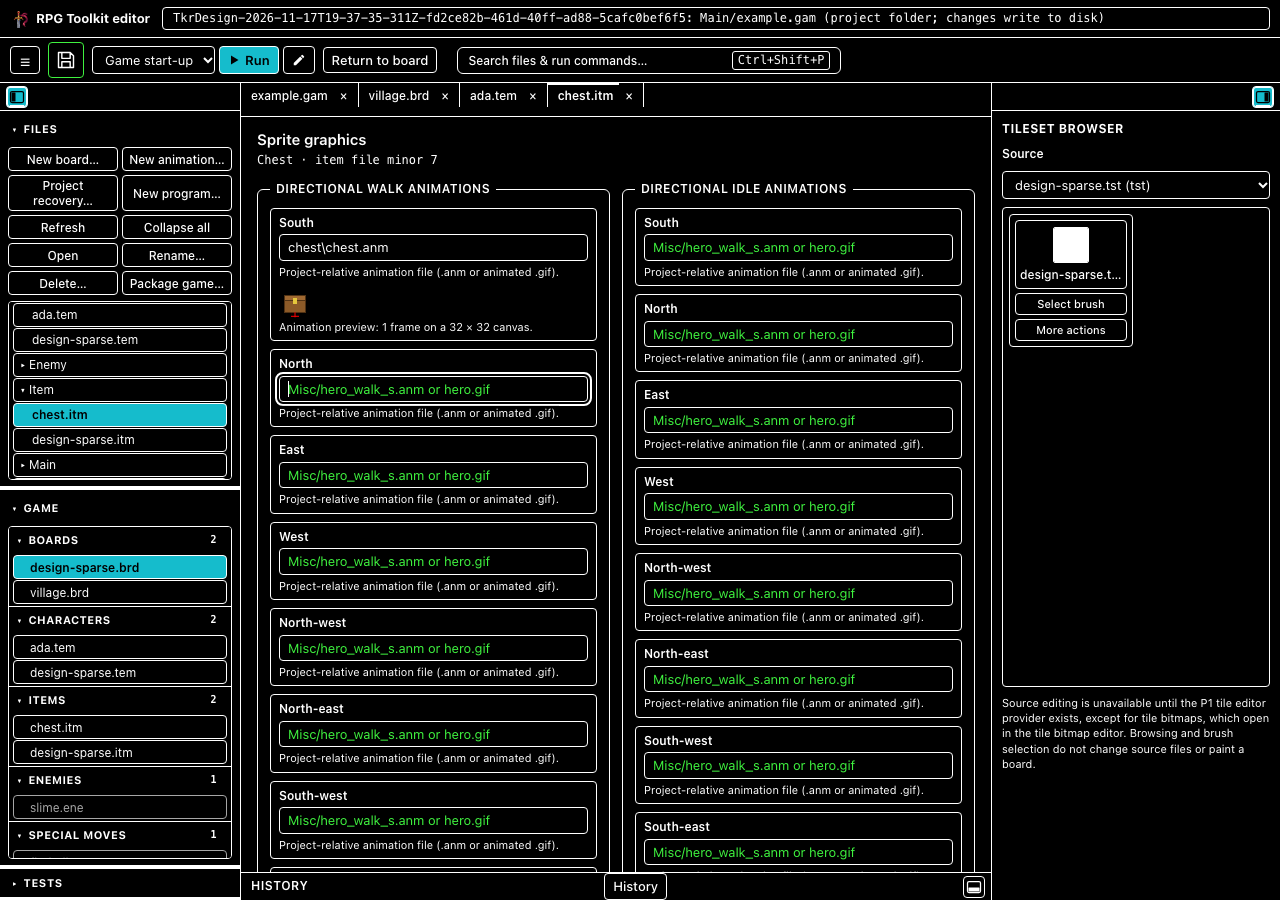 RPG Toolkit editor
TkrDesign-2026-11-17T19-37-35-311Z-fd2ce82b-461d-40ff-ad88-5cafc0bef6f5: Main/example.gam (project folder; changes write to disk)
Game start-up
Run
Return to board
Search files & run commands...
Ctrl+Shift+P
FILES
New board...
New animation...
Project recovery...
New program...
Refresh
Collapse all
Open
Rename...
Delete...
Package game...
ada.tem
design-sparse.tem
Enemy
Item
chest.itm
design-sparse.itm
Main
GAME
BOARDS 2
design-sparse.brd
village.brd
CHARACTERS 2
ada.tem
design-sparse.tem
ITEMS 2
chest.itm
design-sparse.itm
ENEMIES 1
slime.ene
SPECIAL MOVES 1
TESTS
example.gam ×
village.brd ×
ada.tem ×
chest.itm ×
Sprite graphics
Chest · item file minor 7
DIRECTIONAL WALK ANIMATIONS
South
chest\chest.anm
Project-relative animation file (.anm or animated .gif).
Animation preview: 1 frame on a 32 × 32 canvas.
North
Misc/hero_walk_s.anm or hero.gif
Project-relative animation file (.anm or animated .gif).
East
Misc/hero_walk_s.anm or hero.gif
Project-relative animation file (.anm or animated .gif).
West
Misc/hero_walk_s.anm or hero.gif
Project-relative animation file (.anm or animated .gif).
North-west
Misc/hero_walk_s.anm or hero.gif
Project-relative animation file (.anm or animated .gif).
North-east
Misc/hero_walk_s.anm or hero.gif
Project-relative animation file (.anm or animated .gif).
South-west
Misc/hero_walk_s.anm or hero.gif
Project-relative animation file (.anm or animated .gif).
DIRECTIONAL IDLE ANIMATIONS
South
Misc/hero_walk_s.anm or hero.gif
Project-relative animation file (.anm or animated .gif).
North
Misc/hero_walk_s.anm or hero.gif
Project-relative animation file (.anm or animated .gif).
East
Misc/hero_walk_s.anm or hero.gif
Project-relative animation file (.anm or animated .gif).
West
Misc/hero_walk_s.anm or hero.gif
Project-relative animation file (.anm or animated .gif).
North-west
Misc/hero_walk_s.anm or hero.gif
Project-relative animation file (.anm or animated .gif).
North-east
Misc/hero_walk_s.anm or hero.gif
Project-relative animation file (.anm or animated .gif).
South-west
Misc/hero_walk_s.anm or hero.gif
Project-relative animation file (.anm or animated .gif).
South-east
Misc/hero_walk_s.anm or hero.gif
HISTORY
History
TILESET BROWSER
Source
design-sparse.tst (tst)
design-sparse.t...
Select brush
More actions
Source editing is unavailable until the P1 tile editor
provider exists, except for tile bitmaps, which open
in the tile bitmap editor. Browsing and brush
selection do not change source files or paint a
board.